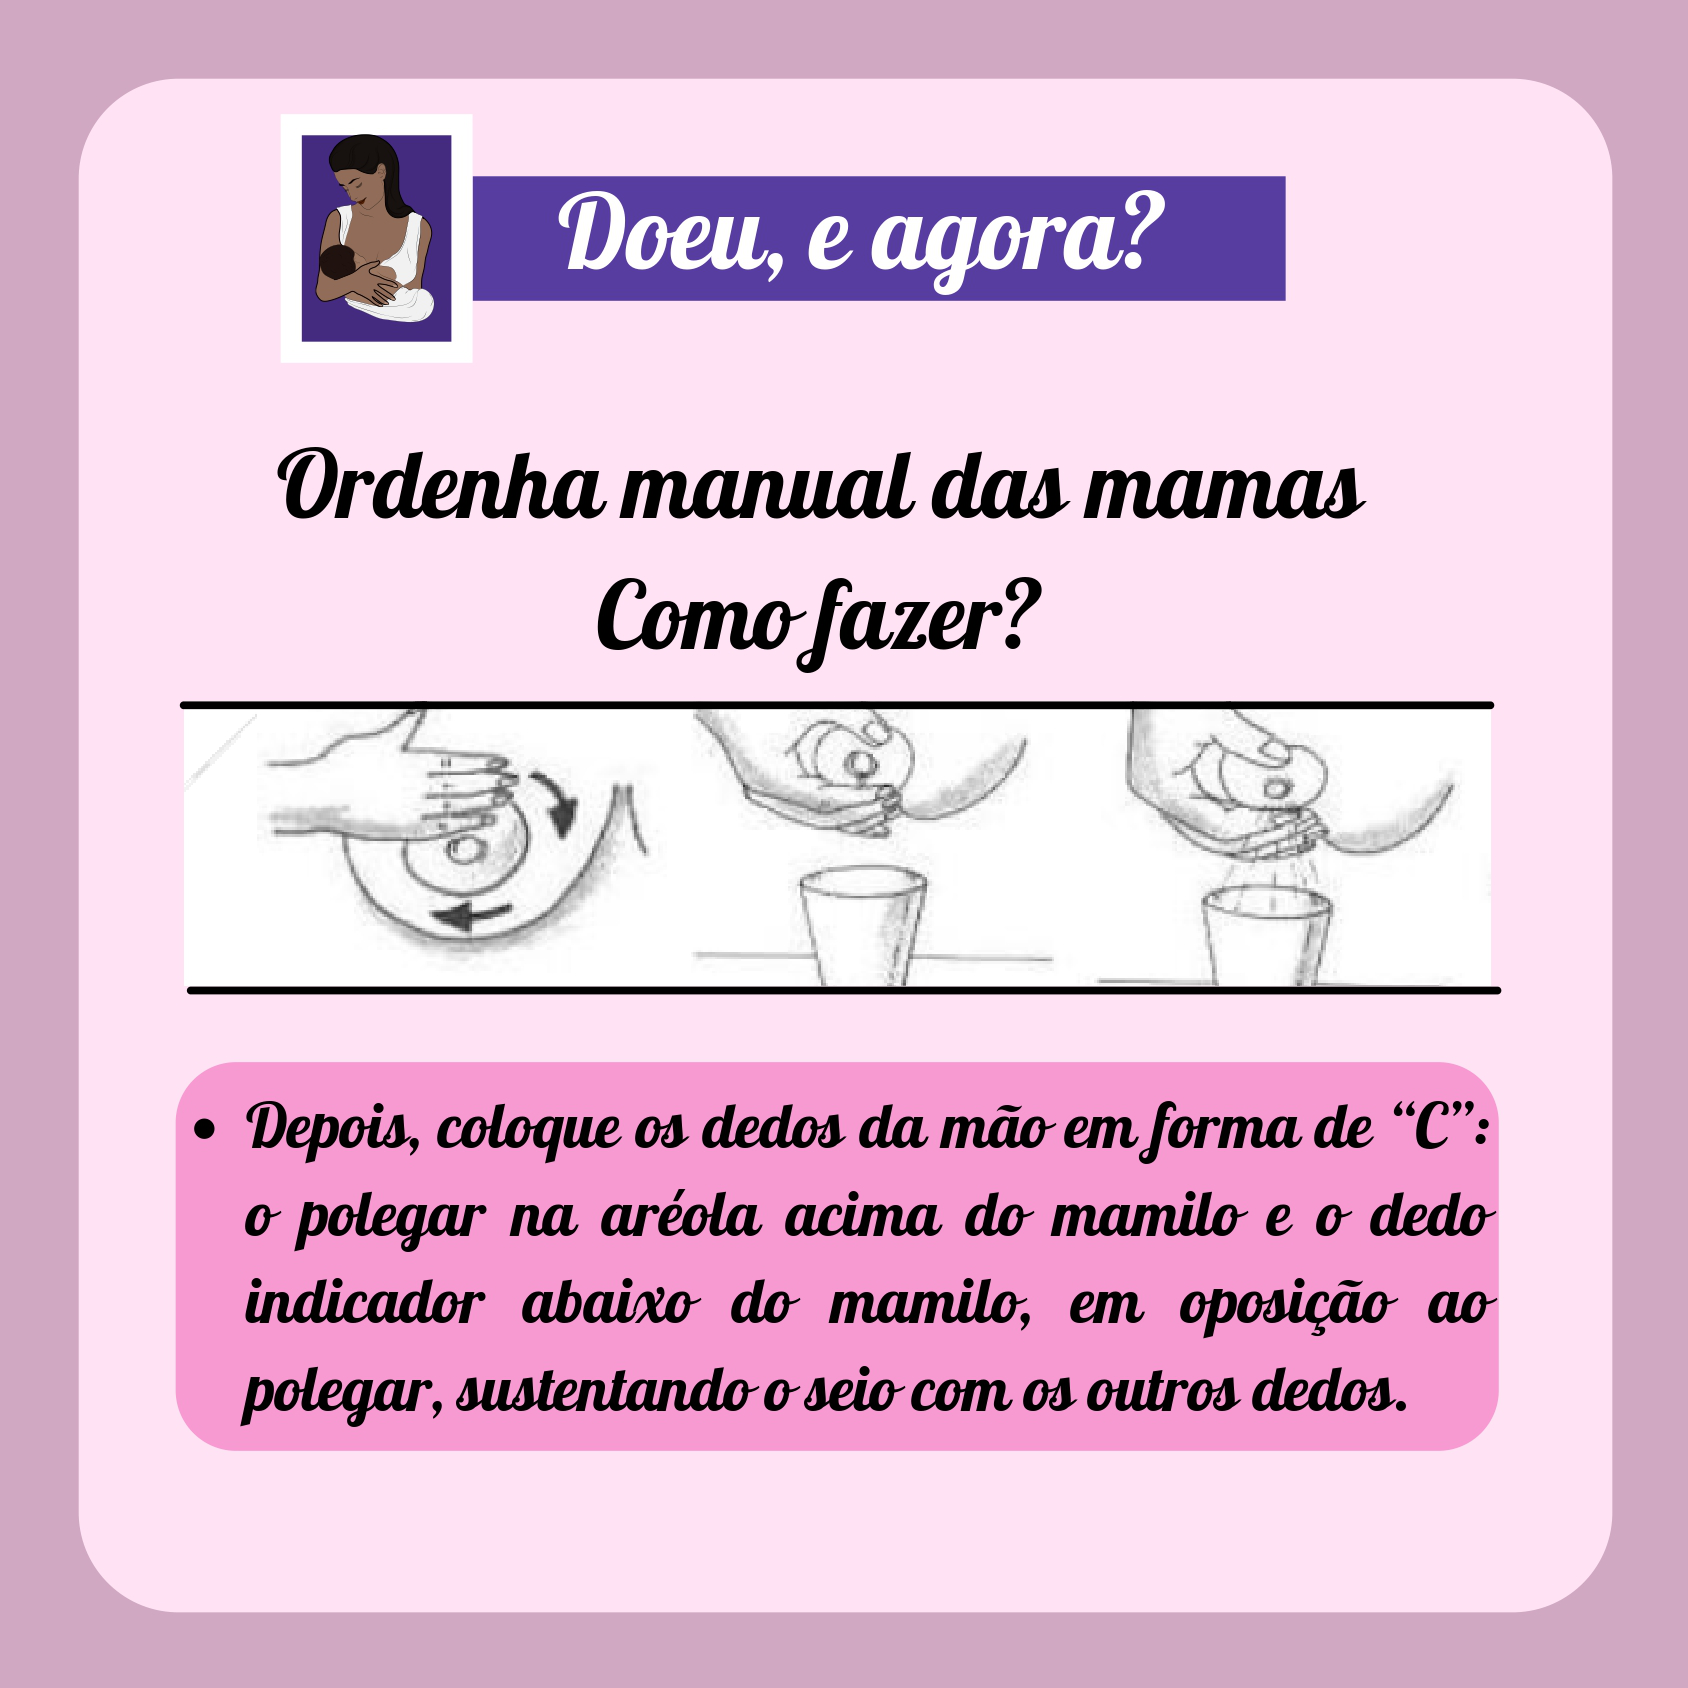 Doeu, e agora?
Ordenha manual das mamas
Como fazer?
• Depois, coloque os dedos da mão em forma de “C”:
o polegar na aréola acima do mamilo e o dedo
indicador abaixo do mamilo, em oposição ao
polegar, sustentando o seio com os outros dedos.